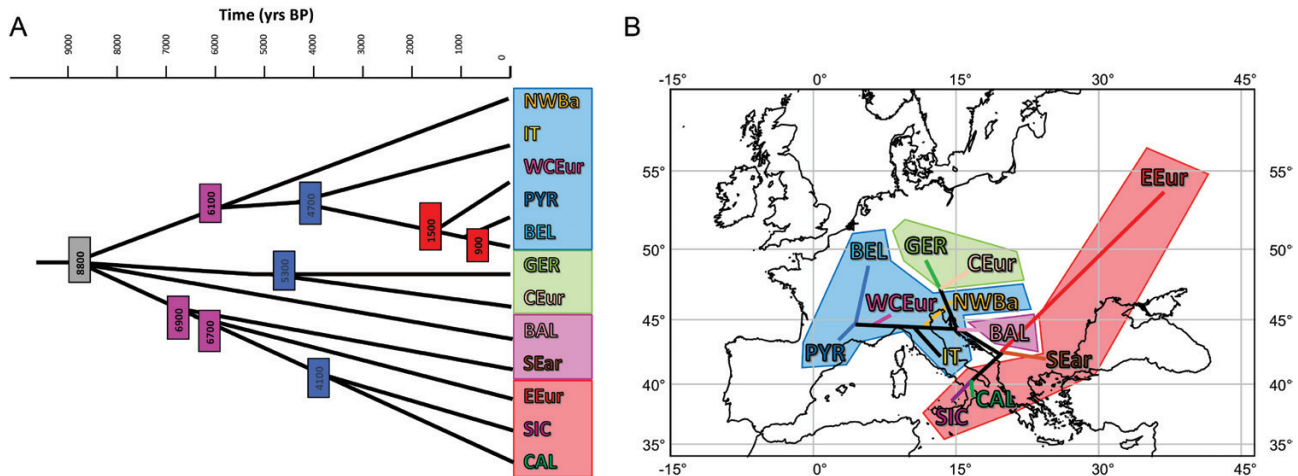 A
Time (yrs BP)
9000
8000
7000
6000
5000
4000
3000
2000
1000
0
NWBa
IT
WCEur
PYR
BEL
GER
CEur
BAL
SEar
EEur
SIC
CAL
8800
6100
4700
1500
900
5300
6900
6700
4100
B
-15° 0° 15° 30° 45°
55° 55°
50° 50°
45° 45°
40° 40°
35° 35°
-15° 0° 15° 30° 45°
EEur
GER
BEL
CEur
WCEur
NWBa
BAL
PYR
IT
SEar
CAL
SIC